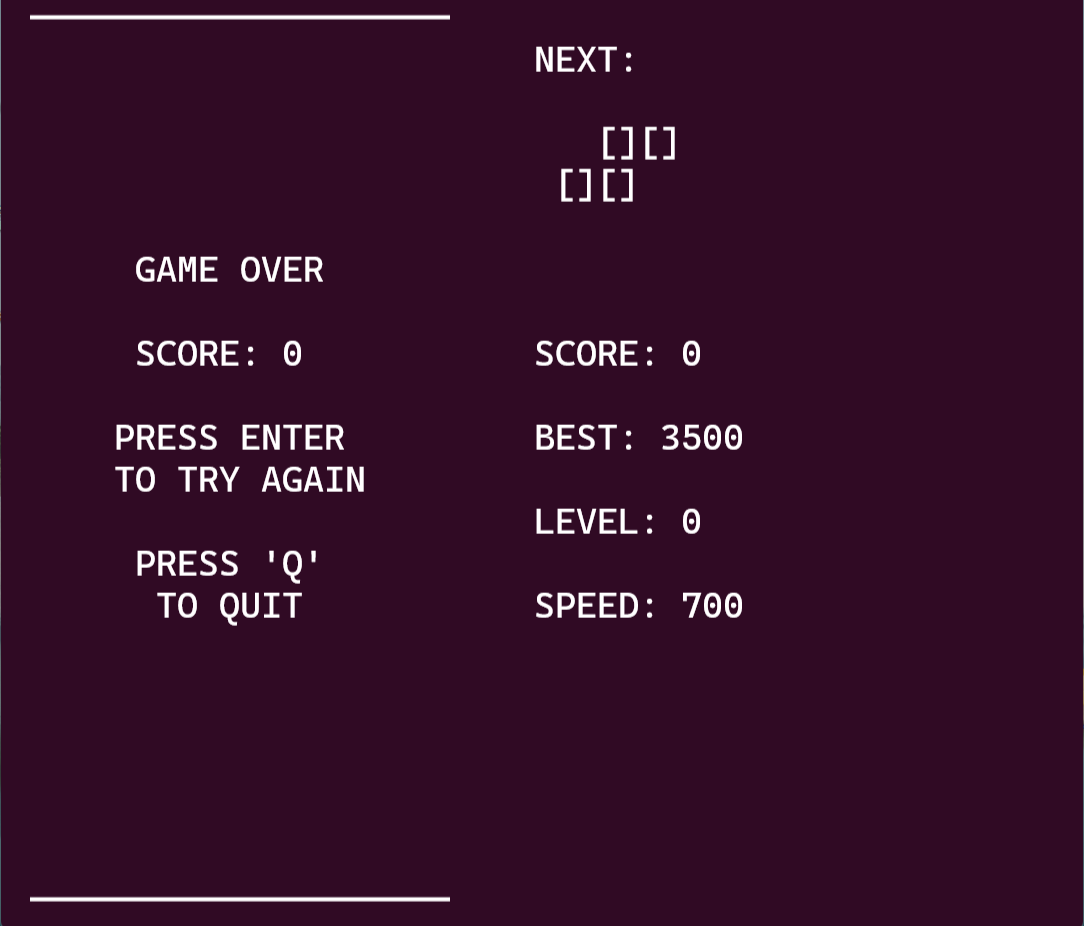 NEXT:
[][]
[][]
GAME OVER
SCORE: 0
PRESS ENTER
TO TRY AGAIN
PRESS 'Q'
TO QUIT
SCORE: 0
BEST: 3500
LEVEL: 0
SPEED: 700